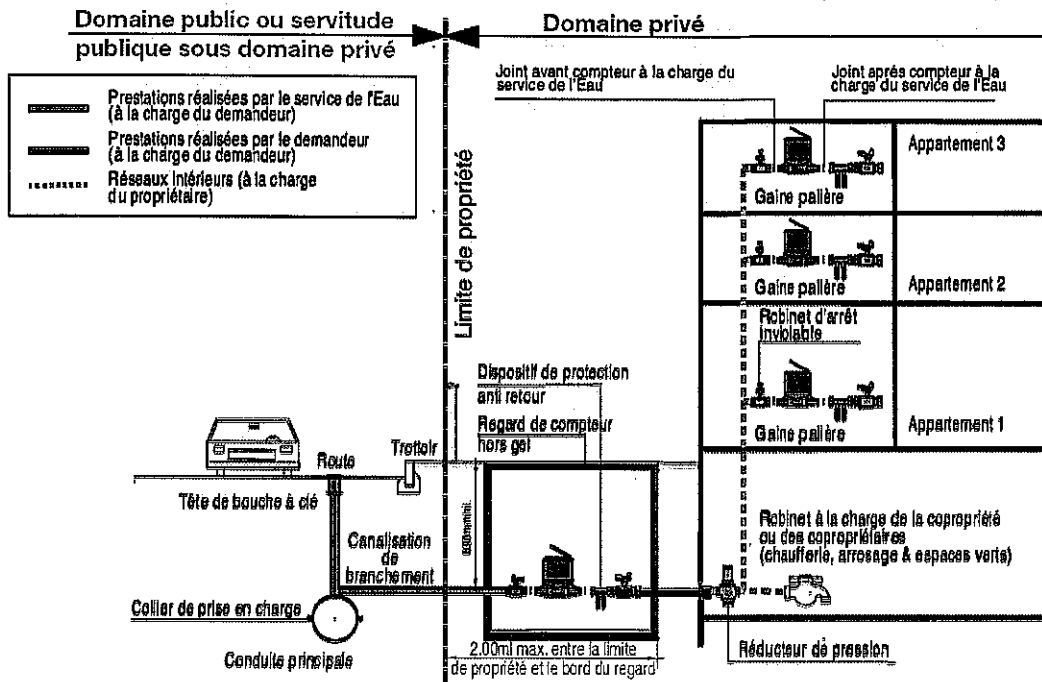 Domaine public ou servitude
publique sous domaine privé
Domaine privé
Prestations réalisées par le service de l'Eau
(à la charge du demandeur)
Prestations réalisées par le demandeur
(à la charge du demandeur)
Réseaux intérieurs (à la charge
du propriétaire)
Limite de propriété
Joint avant compteur à la charge du
service de l'Eau
Joint après compteur à la
charge du service de l'Eau
Appartement 3
Gaine palière
Gaine palière
Appartement 2
Robinet d'arrêt
inviolable
Gaine palière
Appartement 1
Dispositif de protection
anti retour
Regard de compteur
hors gel
Trottoir
Route
Tête de bouche à clé
Canalisation
de
branchement
Collier de prise en charge
Conduite principale
Robinet à la charge de la copropriété
ou des copropriétaires
(chaufferie, arrosage & espaces verts)
Réducteur de pression
2.00ml max. entre la limite
de propriété et le bord du regard